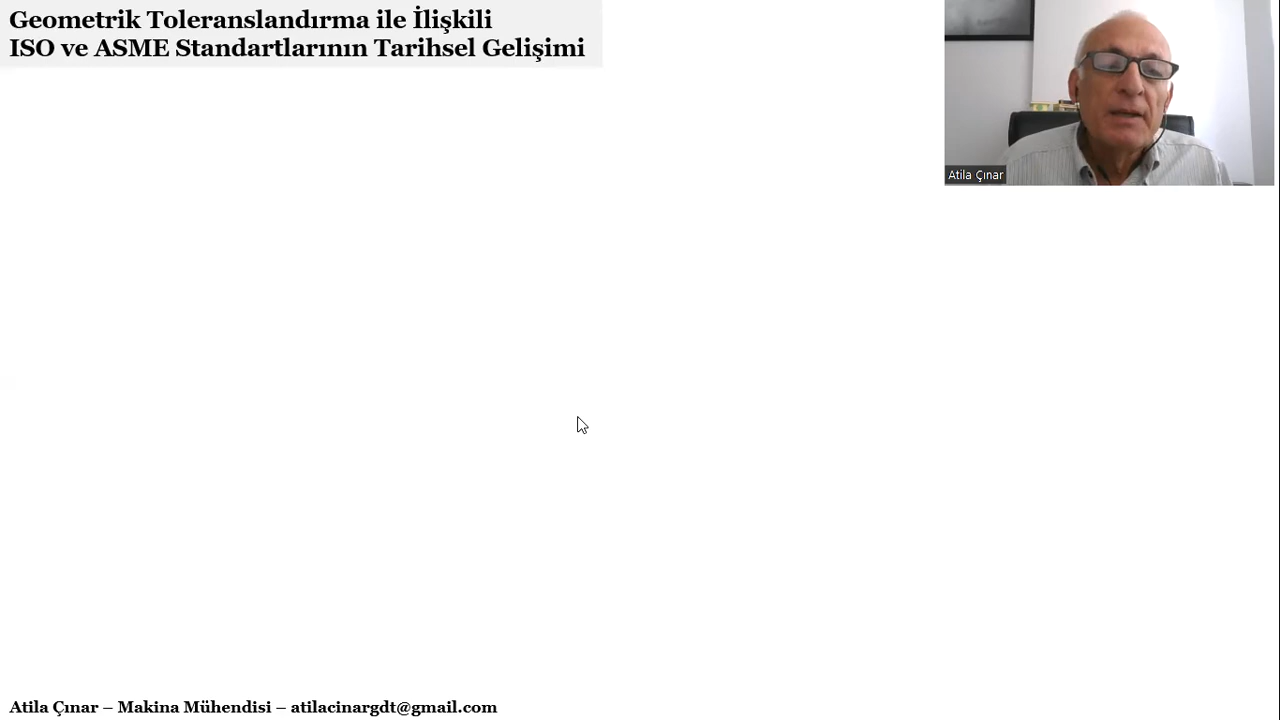 Geometrik Toleranslandırma ile İlişkili
ISO ve ASME Standartlarının Tarihsel Gelişimi
Atila Çınar
Atila Çınar – Makina Mühendisi – atilacinargdt@gmail.com